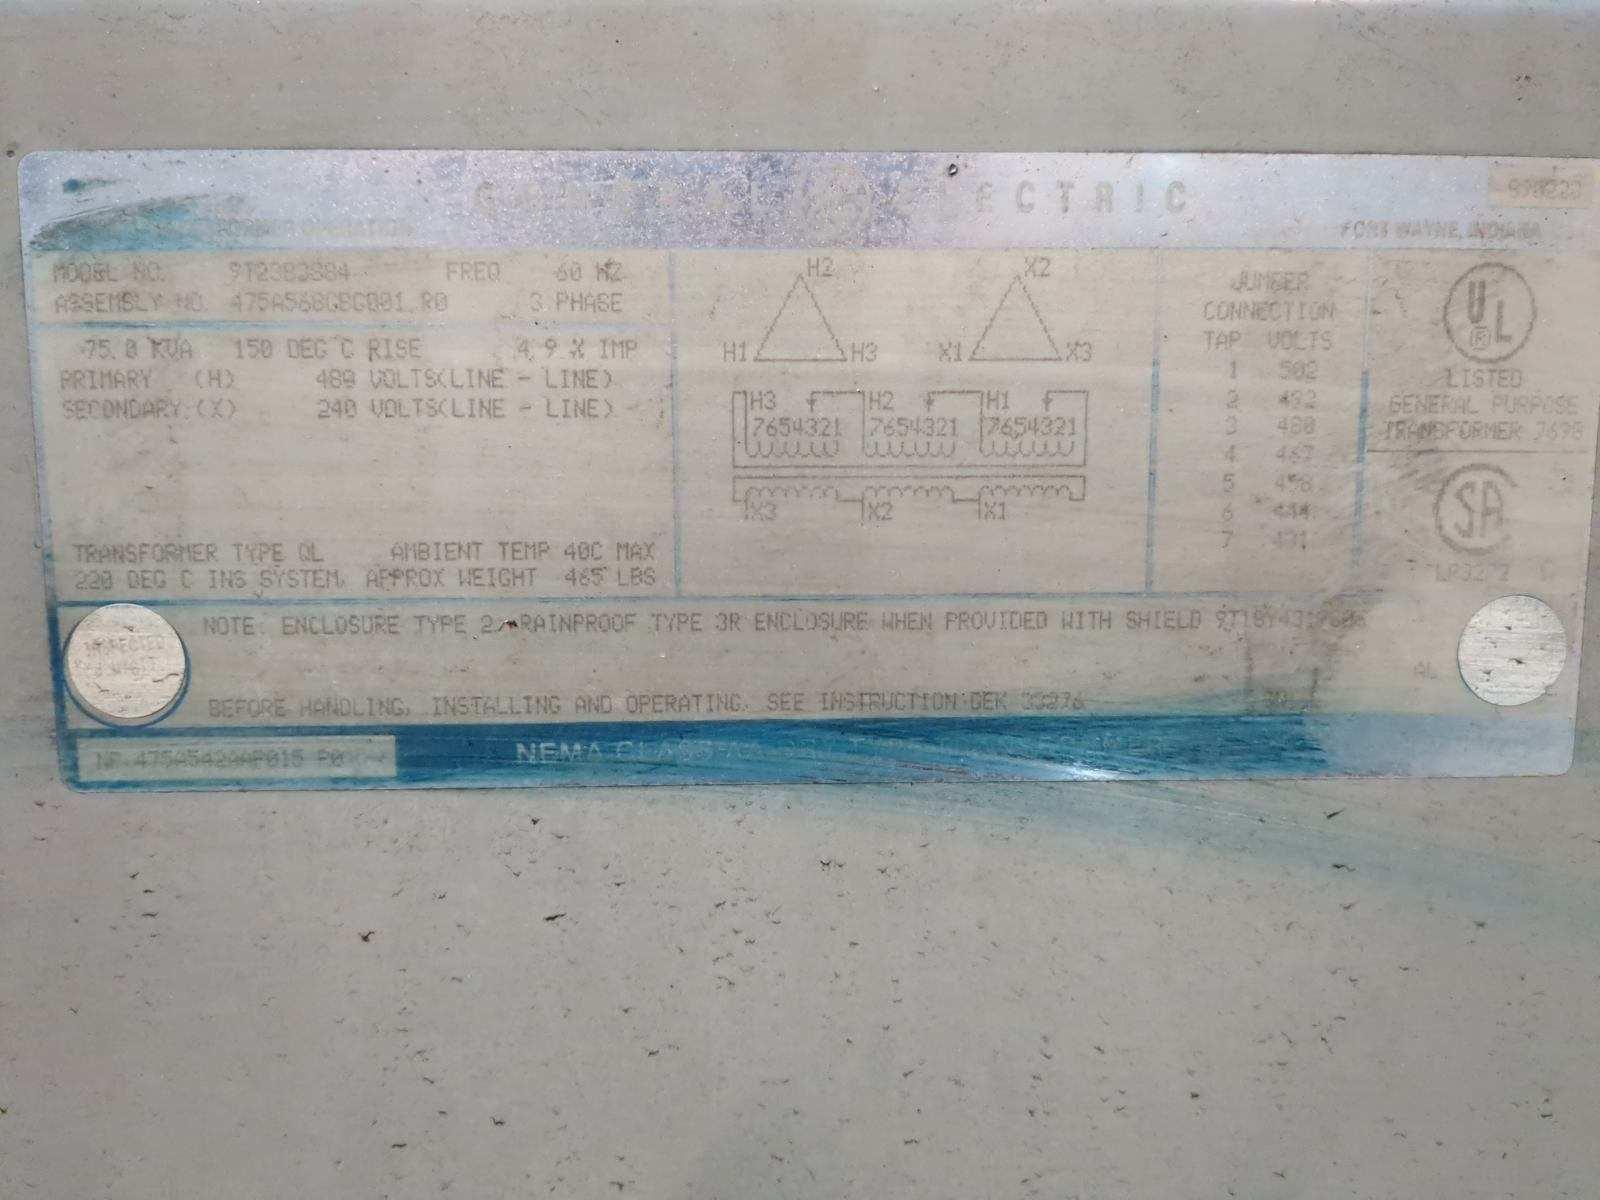 GENERAL ELECTRIC
FORT WAYNE, INDIANA
MODEL NO. 9T23B3884 FREQ 60 HZ
ASSEMBLY NO. 3 PHASE
75.0 KVA 150 DEG C RISE 4.9 % IMP
PRIMARY (H) 480 VOLTS(LINE - LINE)
SECONDARY (X) 240 VOLTS(LINE - LINE)
TRANSFORMER TYPE QL AMBIENT TEMP 40C MAX
220 DEG C INS SYSTEM. APPROX WEIGHT 465 LBS
H2 X2
H1 H3 X1 X3
H3 H2 H1
7654321 7654321 7654321
X3 X2 X1
JUMPER
CONNECTION
TAP VOLTS
1 502
2 492
3 480
4 467
5
6
7 431
UL
®
LISTED
GENERAL PURPOSE
TRANSFORMER
SA
NOTE: ENCLOSURE TYPE 2, RAINPROOF TYPE 3R ENCLOSURE WHEN PROVIDED WITH SHIELD
BEFORE HANDLING, INSTALLING AND OPERATING, SEE INSTRUCTION GEK
NEMA CLASS